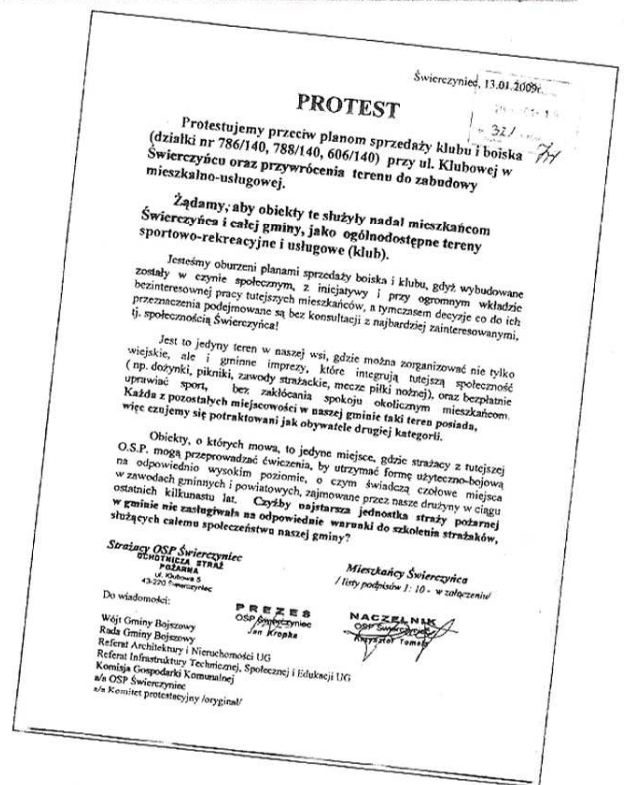 Świerczyniec, 13.01.2009r.
PROTEST
32/
Protestujemy przeciw planom sprzedaży klubu i boiska
(działki nr 786/140, 788/140, 606/140) przy ul. Klubowej w
Świerczyńcu oraz przywrócenia terenu do zabudowy
mieszkalno-usługowej.
Żądamy, aby obiekty te służyły nadal mieszkańcom
Świerczyńca i całej gminy, jako ogólnodostępne tereny
sportowo-rekreacyjne i usługowe (klub).
Jesteśmy oburzeni planami sprzedaży boiska i klubu, gdyż wybudowane
zostały w czynie społecznym, z inicjatywy i przy ogromnym wkładzie
bezinteresownej pracy tutejszych mieszkańców, a tymczasem decyzje co do ich
przeznaczenia podejmowane są bez konsultacji z najbardziej zainteresowanymi,
tj. społecznością Świerczyńca!
Jest to jedyny teren w naszej wsi, gdzie można zorganizować nie tylko
wiejskie, ale i gminne imprezy, które integrują tutejszą społeczność
( np. dożynki, pikniki, zawody strażackie, mecze piłki nożnej), oraz bezpłatnie
uprawiać sport, bez zakłócania spokoju okolicznym mieszkańcom.
Każda z pozostałych miejscowości w naszej gminie taki teren posiada,
więc czujemy się potraktowani jak obywatele drugiej kategorii.
Obiekty, o których mowa, to jedyne miejsce, gdzie strażacy z tutejszej
O.S.P. mogą przeprowadzać ćwiczenia, by utrzymać formę użyteczno-bojową
na odpowiednio wysokim poziomie, o czym świadczą czołowe miejsca
w zawodach gminnych i powiatowych, zajmowane przez nasze drużyny w ciągu
ostatnich kilkunastu lat. Czyżby najstarsza jednostka straży pożarnej
w gminie nie zasługiwała na odpowiednie warunki do szkolenia strażaków,
służących całemu społeczeństwu naszej gminy?
Strażacy OSP Świerczyniec
OCHOTNICZA STRAŻ
POŻARNA
ul. Klubowa 5
43-220 Świerczyniec
Mieszkańcy Świerczyńca
/ listy podpisów 1: 10 - w załączeniu/
Do wiadomości:
PREZES
OSP Świerczyniec
Jan Kropka
NACZELNIK
OSP Świerczyniec
Krzysztof
Wójt Gminy Bojszowy
Rada Gminy Bojszowy
Referat Architektury i Nieruchomości UG
Referat Infrastruktury Technicznej, Społecznej i Edukacji UG
Komisja Gospodarki Komunalnej
a/a OSP Świerczyniec
a/a Komitet protestacyjny /oryginał/